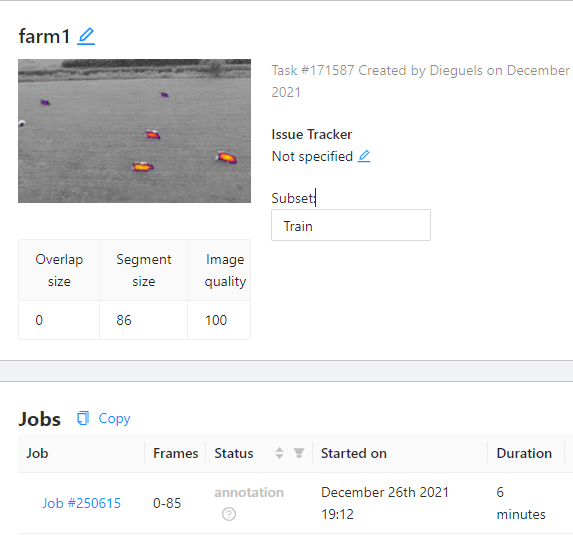 farm1
Task #171587 Created by Dieguels on December
2021
Issue Tracker
Not specified
Subset:
Train
Overlap size
Segment size
Image quality
0
86
100
Jobs
Copy
Job
Frames
Status
Started on
Duration
Job #250615
0-85
annotation
December 26th 2021
19:12
6
minutes